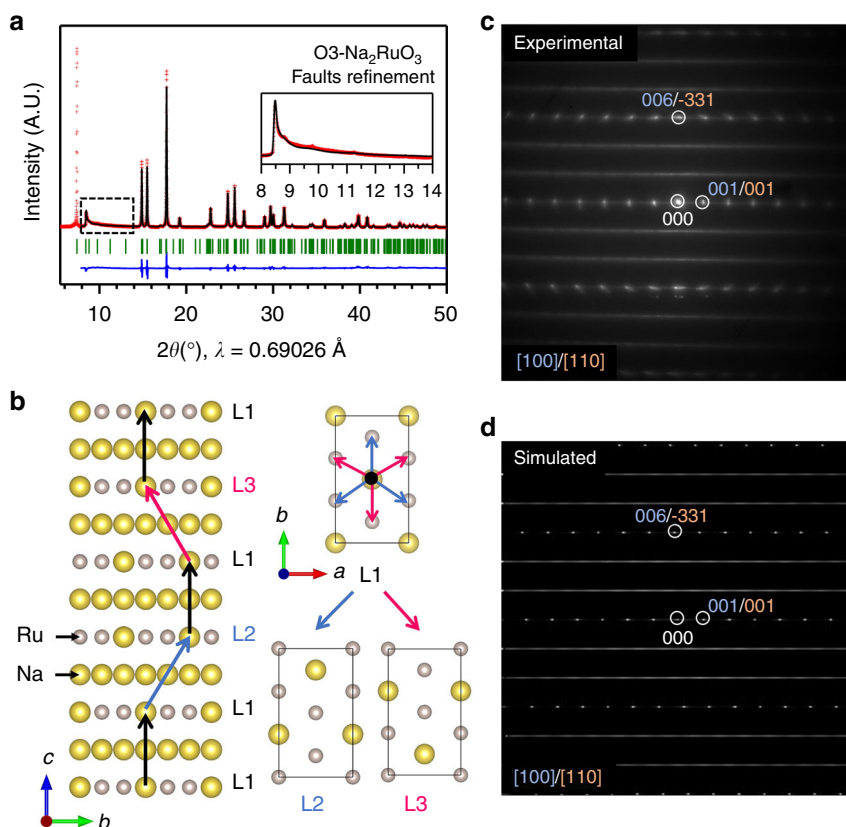 a
O3-Na₂RuO₃
Faults refinement
Intensity (A.U.)
8 9 10 11 12 13 14
10 20 30 40 50
2θ(°), λ = 0.69026 Å
b
L1
L3
L1
Ru
L2
Na
L1
L1
c
b
b
a
L1
L2
L3
c
Experimental
006/-331
001/001
000
[100]/[110]
d
Simulated
006/-331
001/001
000
[100]/[110]